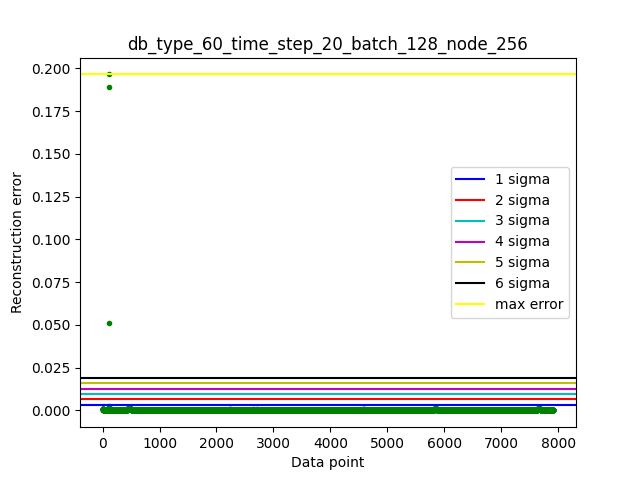 db_type_60_time_step_20_batch_128_node_256
0.200
0.175
0.150
0.125
0.100
0.075
0.050
0.025
0.000
Reconstruction error
1 sigma
2 sigma
3 sigma
4 sigma
5 sigma
6 sigma
max error
0 1000 2000 3000 4000 5000 6000 7000 8000
Data point